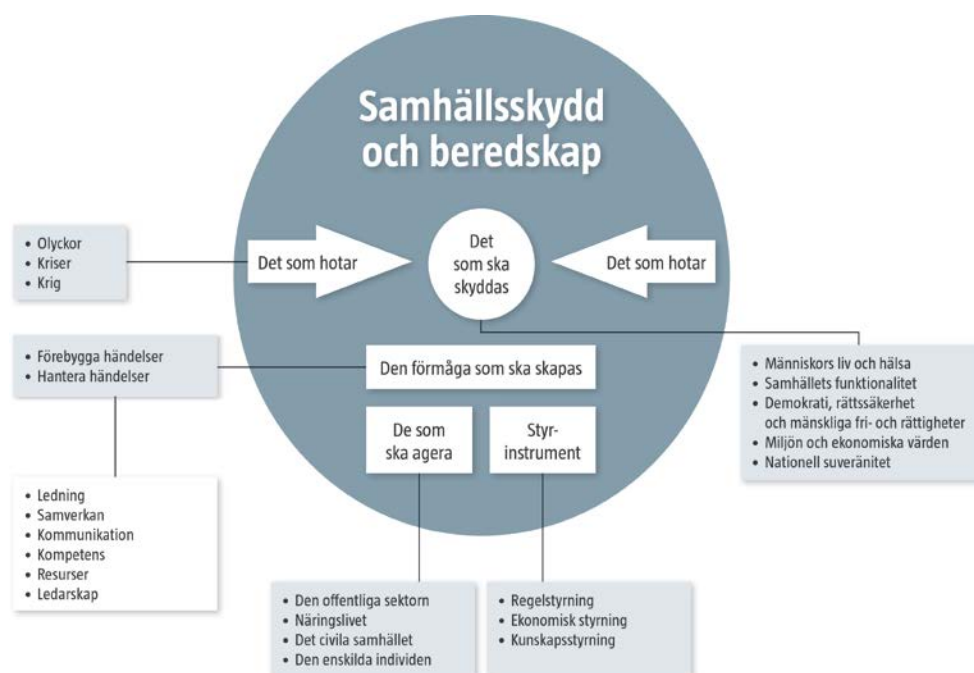 Samhällsskydd
och beredskap
• Olyckor
• Kriser
• Krig
Det som hotar
Det
som ska
skyddas
Det som hotar
• Förebygga händelser
• Hantera händelser
Den förmåga som ska skapas
• Människors liv och hälsa
• Samhällets funktionalitet
• Demokrati, rättssäkerhet
och mänskliga fri- och rättigheter
• Miljön och ekonomiska värden
• Nationell suveränitet
De som
ska agera
Styr-
instrument
• Ledning
• Samverkan
• Kommunikation
• Kompetens
• Resurser
• Ledarskap
• Den offentliga sektorn
• Näringslivet
• Det civila samhället
• Den enskilda individen
• Regelstyrning
• Ekonomisk styrning
• Kunskapsstyrning